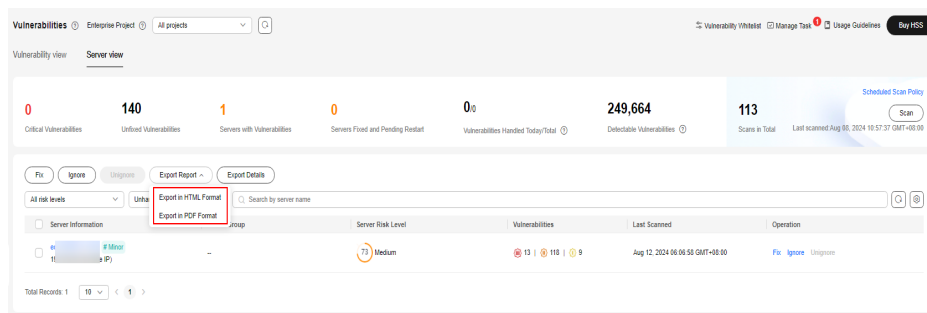 Vulnerabilities Enterprise Project All projects
Vulnerability Whitelist Manage Task 1 Usage Guidelines Buy HSS
Vulnerability view Server view
Scheduled Scan Policy
0 140 1 0 0/0 249,664 113 Scan
Critical Vulnerabilities Unfixed Vulnerabilities Servers with Vulnerabilities Servers Fixed and Pending Restart Vulnerabilities Handled Today/Total Detectable Vulnerabilities Scans in Total Last scanned:Aug 08, 2024 10:57:37 GMT+08:00
Fix Ignore Unignore Export Report Export Details
All risk levels Unha Export in HTML Format Search by server name
Export in PDF Format
Server Information roup Server Risk Level Vulnerabilities Last Scanned Operation
# Minor
e IP) -- 73 Medium 13 | 118 | 9 Aug 12, 2024 06:06:58 GMT+08:00 Fix Ignore Unignore
Total Records: 1 10 < 1 >